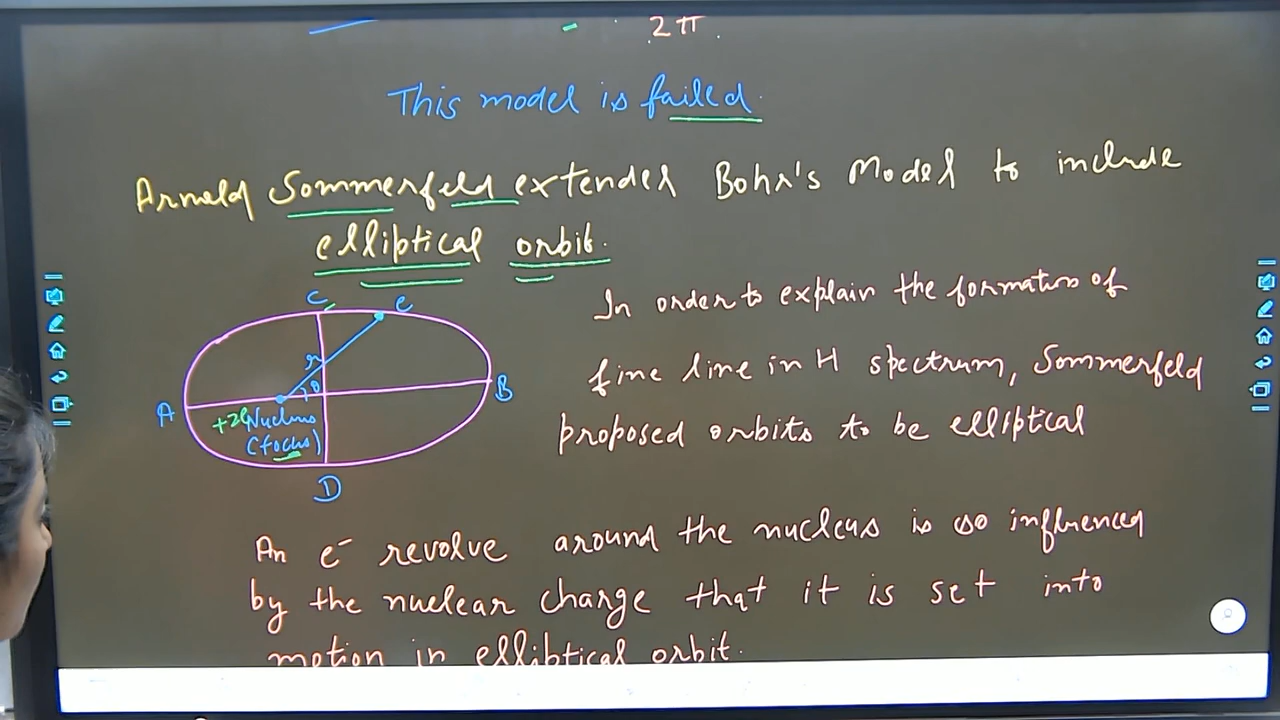 2π
This model is failed.
Arnold Sommerfeld extended Bohr's Model to include
elliptical orbit.
C
e
In order to explain the formation of
r
θ
fine line in H spectrum, Sommerfeld
A
B
+Ze Nucleus
(focus)
proposed orbits to be elliptical
D
An e⁻ revolve around the nucleus is so influenced
by the nuclear charge that it is set into
motion in elliptical orbit.